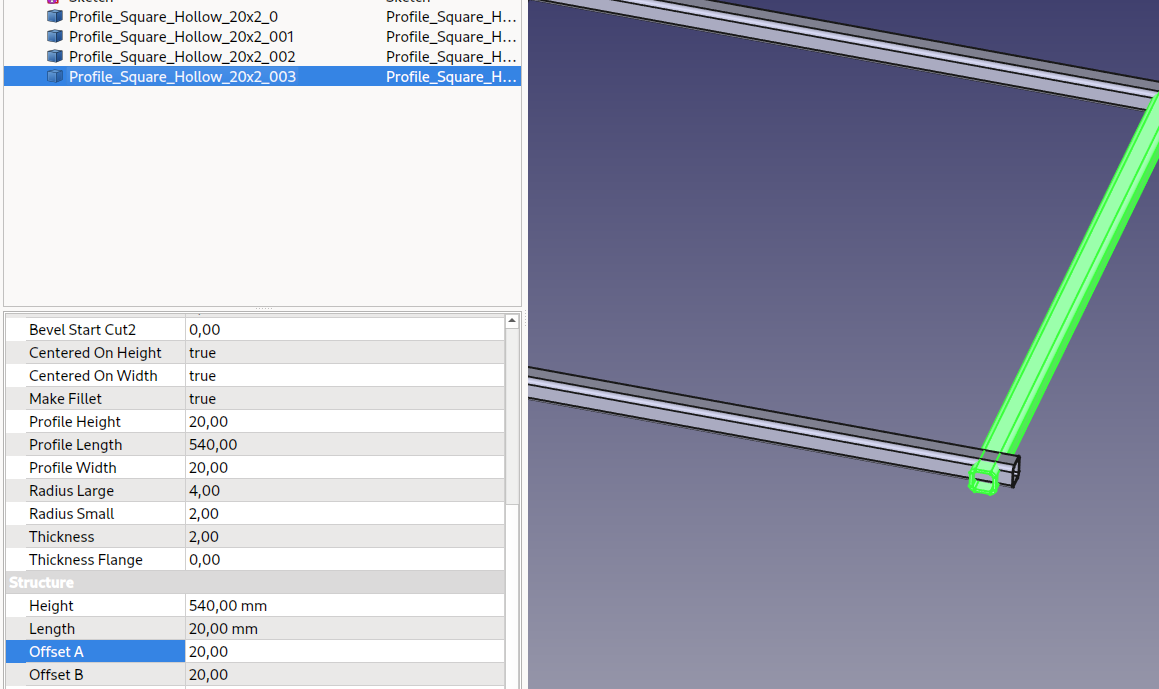 Sketch Sketch
Profile_Square_Hollow_20x2_0 Profile_Square_H...
Profile_Square_Hollow_20x2_001 Profile_Square_H...
Profile_Square_Hollow_20x2_002 Profile_Square_H...
Profile_Square_Hollow_20x2_003 Profile_Square_H...
Bevel Start Cut2 0,00
Centered On Height true
Centered On Width true
Make Fillet true
Profile Height 20,00
Profile Length 540,00
Profile Width 20,00
Radius Large 4,00
Radius Small 2,00
Thickness 2,00
Thickness Flange 0,00
Structure
Height 540,00 mm
Length 20,00 mm
Offset A 20,00
Offset B 20,00